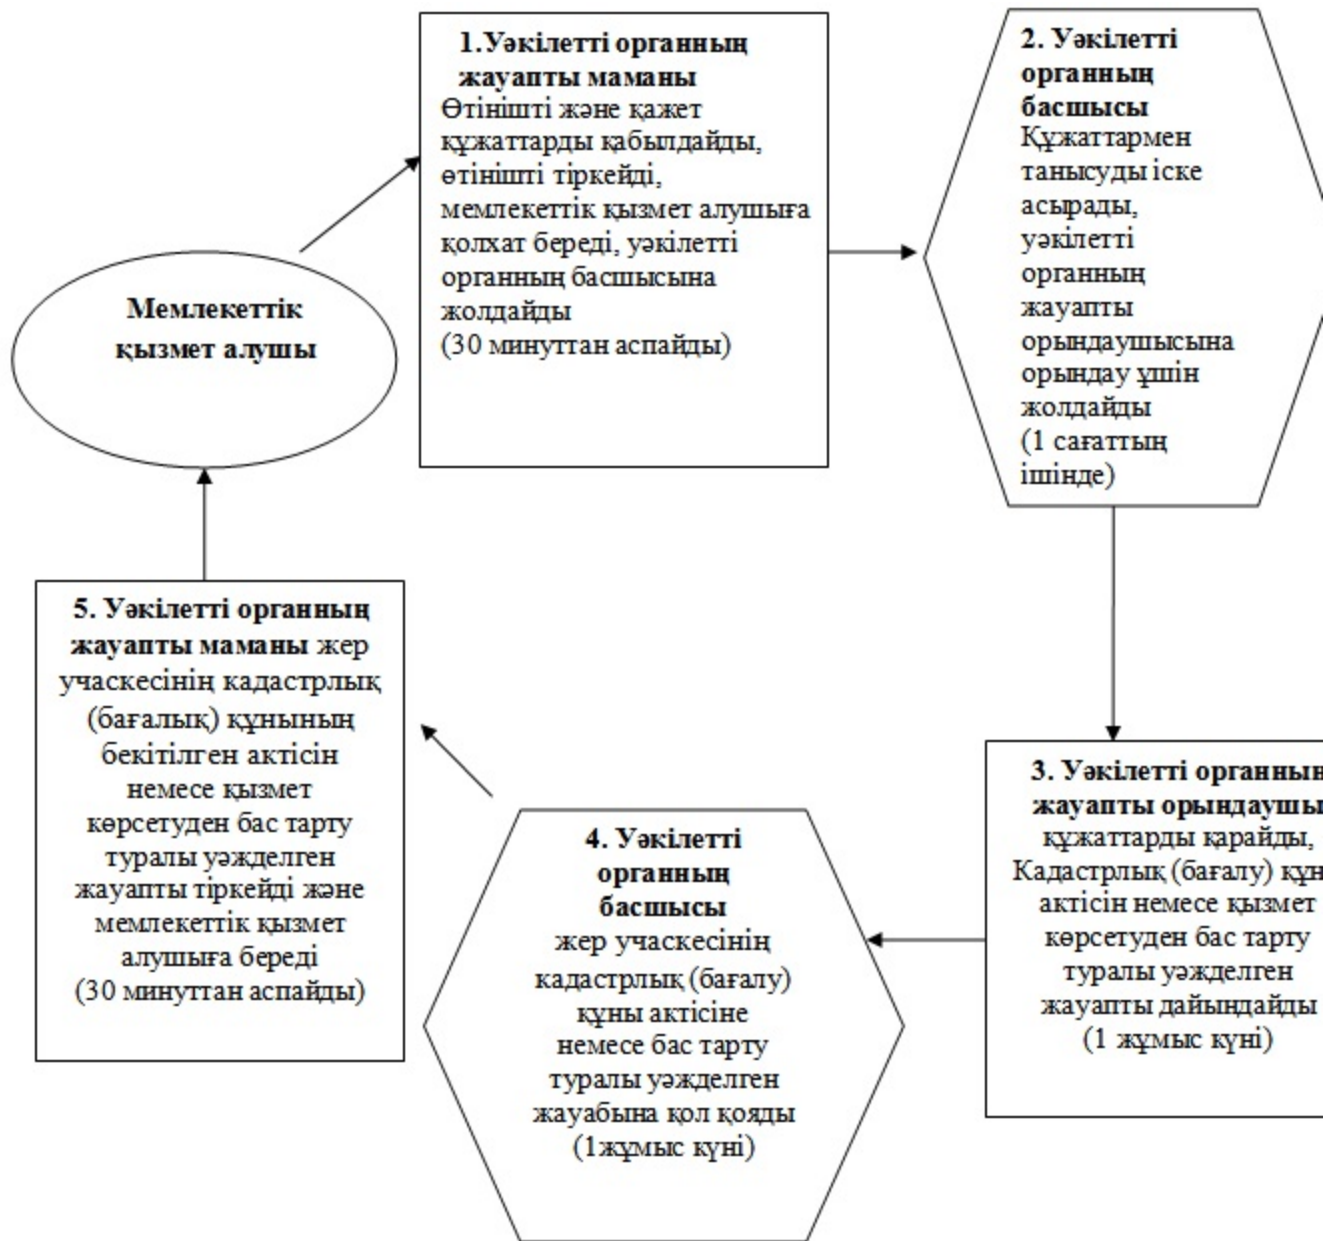 Мемлекеттік
қызмет алушы
1.Уәкілетті органның
жауапты маманы
Өтінішті және қажет
құжаттарды қабылдайды,
өтінішті тіркейді,
мемлекеттік қызмет алушыға
қолхат береді, уәкілетті
органның басшысына
жолдайды
(30 минуттан аспайды)
2. Уәкілетті
органның
басшысы
Құжаттармен
танысуды іске
асырады,
уәкілетті
органның
жауапты
орындаушысына
орындау ұшін
жолдайды
(1 сағаттың
ішінде)
3. Уәкілетті органның
жауапты орындаушы
құжаттарды қарайды,
Кадастрлық (бағалу) құн
актісін немесе қызмет
көрсетуден бас тарту
туралы уәжделген
жауапты дайындайды
(1 жұмыс күні)
4. Уәкілетті
органның
басшысы
жер учаскесінің
кадастрлық (бағалу)
құны актісіне
немесе бас тарту
туралы уәжделген
жауабына қол қояды
(1жұмыс күні)
5. Уәкілетті органның
жауапты маманы жер
учаскесінің кадастрлық
(бағалық) құнының
бекітілген актісін
немесе қызмет
көрсетуден бас тарту
туралы уәжделген
жауапты тіркейді және
мемлекеттік қызмет
алушыға береді
(30 минуттан аспайды)